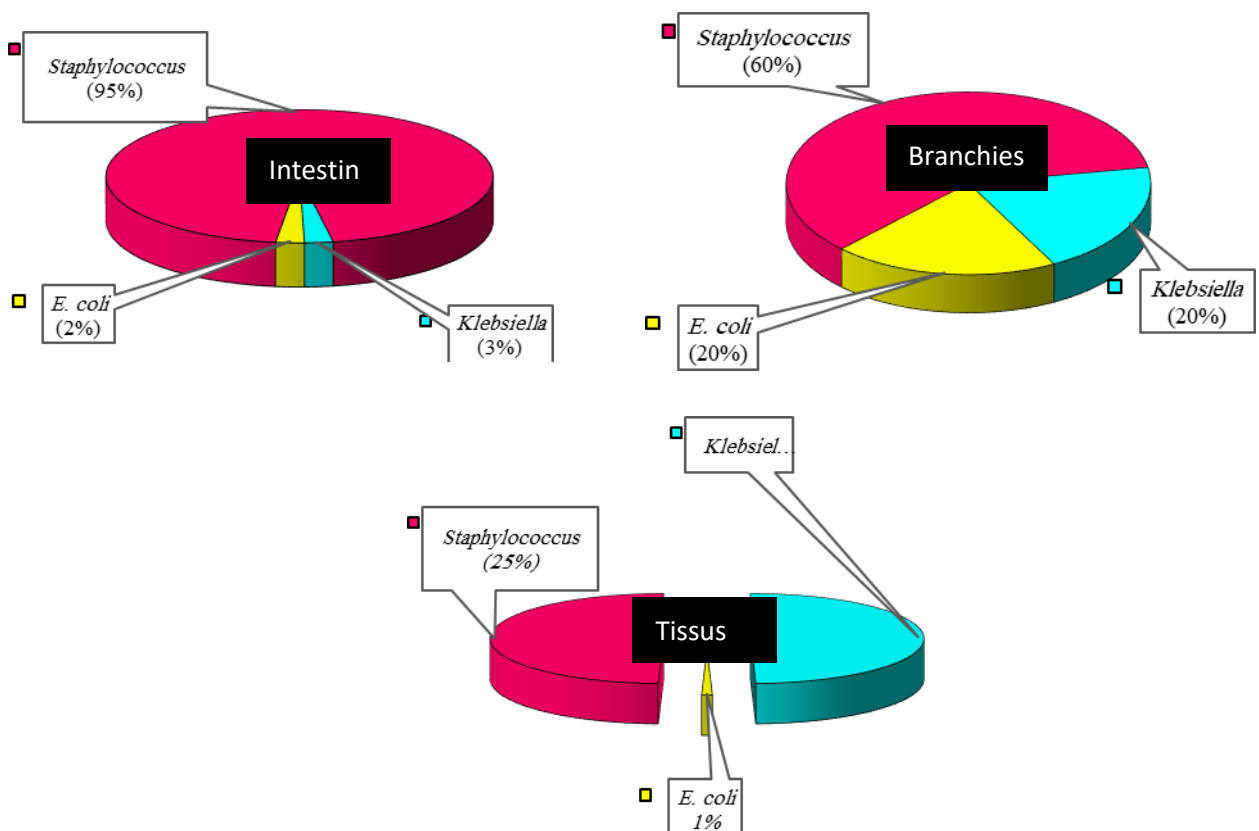 Staphylococcus
(95%)
Intestin
E. coli
(2%)
Klebsiella
(3%)
Staphylococcus
(60%)
Branchies
E. coli
(20%)
Klebsiella
(20%)
Klebsiel...
Staphylococcus
(25%)
Tissus
E. coli
1%